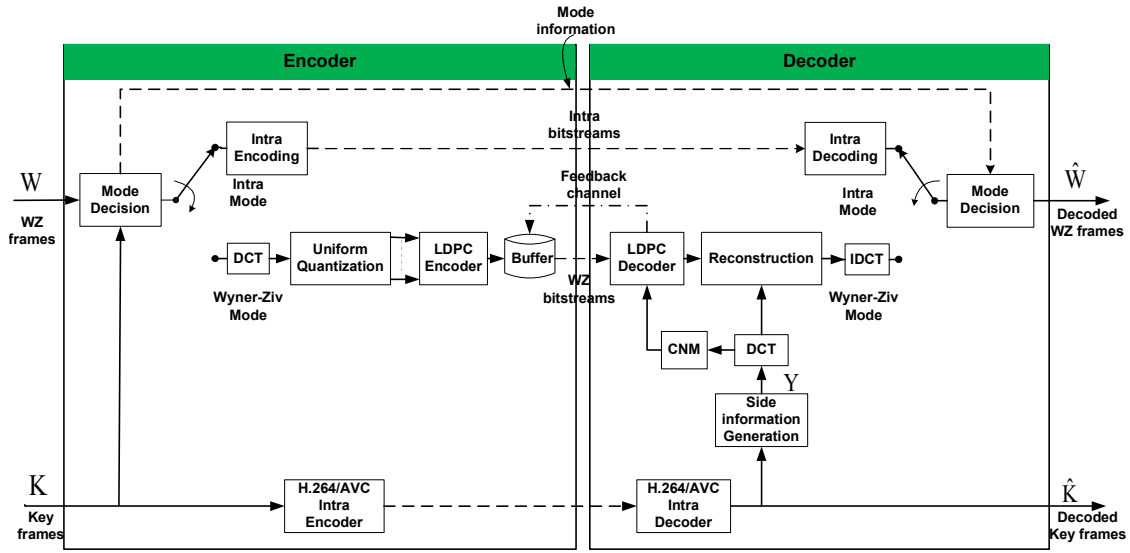 Mode
information
Encoder
Decoder
Intra
bitstreams
Intra
Encoding
Intra
Decoding
W
WZ
frames
Mode
Decision
Intra
Mode
Feedback
channel
Intra
Mode
Mode
Decision
Ŵ
Decoded
WZ frames
DCT
Uniform
Quantization
LDPC
Encoder
Buffer
LDPC
Decoder
Reconstruction
IDCT
Wyner-Ziv
Mode
WZ
bitstreams
Wyner-Ziv
Mode
CNM
DCT
Y
Side
information
Generation
K
Key
frames
H.264/AVC
Intra
Encoder
H.264/AVC
Intra
Decoder
K̂
Decoded
Key frames